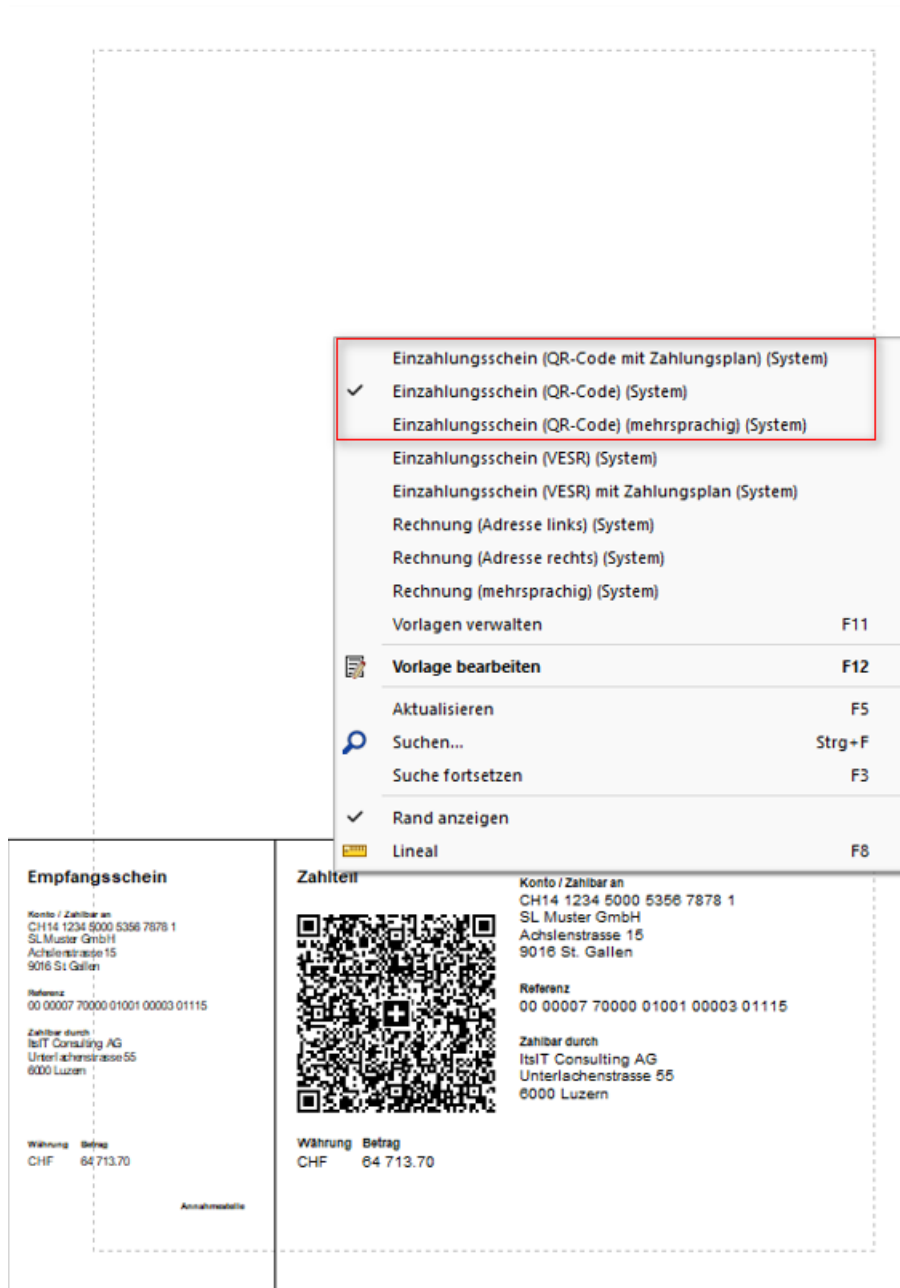 Einzahlungsschein (QR-Code mit Zahlungsplan) (System)
Einzahlungsschein (QR-Code) (System)
Einzahlungsschein (QR-Code) (mehrsprachig) (System)
Einzahlungsschein (VESR) (System)
Einzahlungsschein (VESR) mit Zahlungsplan (System)
Rechnung (Adresse links) (System)
Rechnung (Adresse rechts) (System)
Rechnung (mehrsprachig) (System)
Vorlagen verwalten F11
Vorlage bearbeiten F12
Aktualisieren F5
Suchen... Strg+F
Suche fortsetzen F3
Rand anzeigen
Lineal F8
Empfangsschein
Konto / Zahlbar an
CH14 1234 5000 5356 7878 1
SL Muster GmbH
Achslenstrasse 15
9016 St. Gallen
Referenz
00 00007 70000 01001 00003 01115
Zahlbar durch
ItsIT Consulting AG
Unterlachenstrasse 55
6000 Luzern
Währung Betrag
CHF 64 713.70
Annahmestelle
Zahlteil
Währung Betrag
CHF 64 713.70
Konto / Zahlbar an
CH14 1234 5000 5356 7878 1
SL Muster GmbH
Achslenstrasse 15
9016 St. Gallen
Referenz
00 00007 70000 01001 00003 01115
Zahlbar durch
ItsIT Consulting AG
Unterlachenstrasse 55
6000 Luzern